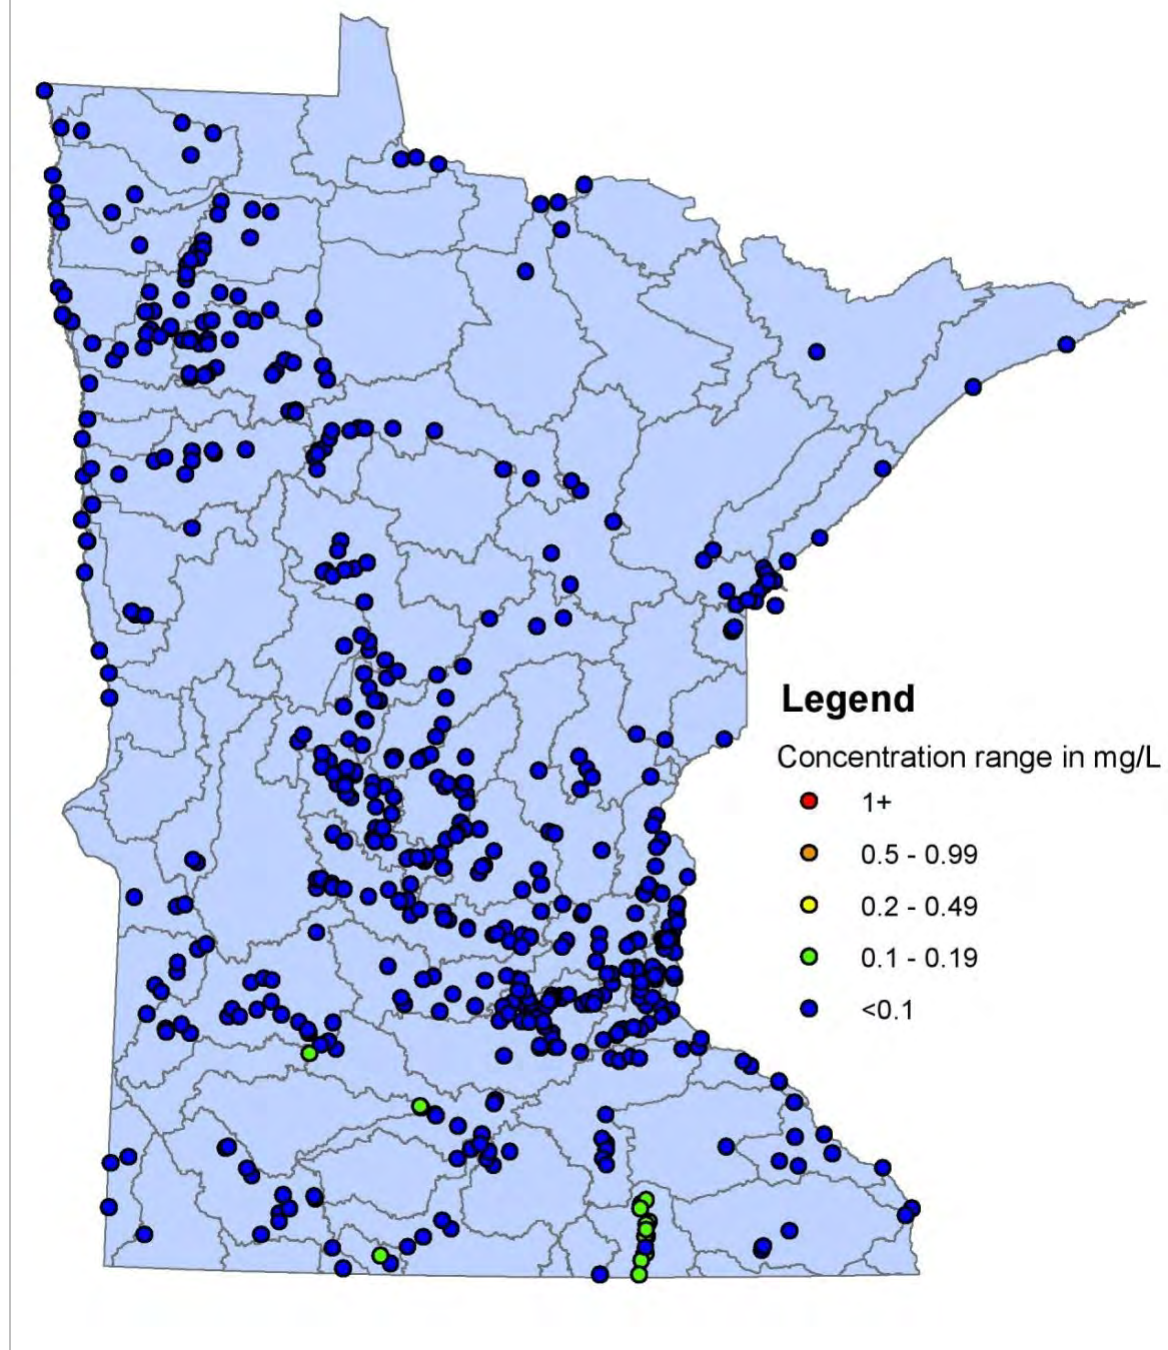 Legend
Concentration range in mg/L
1+
0.5 - 0.99
0.2 - 0.49
0.1 - 0.19
<0.1